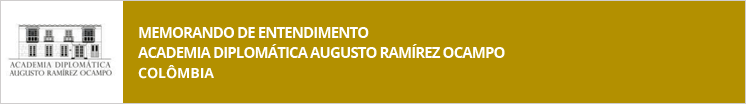 ACADEMIA DIPLOMÁTICA
AUGUSTO RAMÍREZ OCAMPO
MEMORANDO DE ENTENDIMENTO
ACADEMIA DIPLOMÁTICA AUGUSTO RAMÍREZ OCAMPO
COLÔMBIA